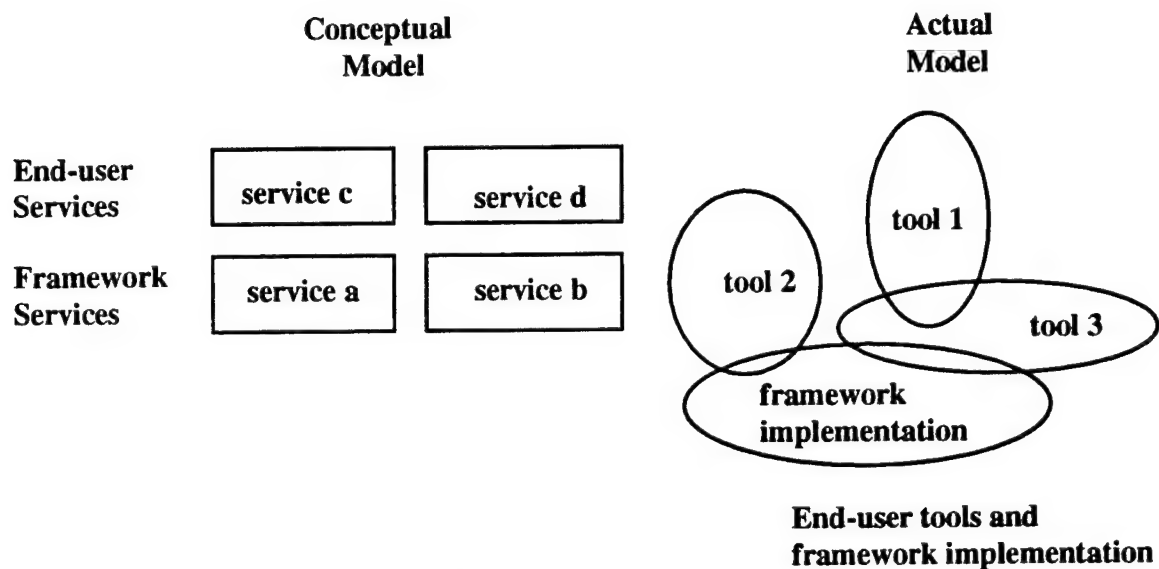 Conceptual
Model
Actual
Model
End-user
Services
service c
service d
Framework
Services
service a
service b
tool 1
tool 2
tool 3
framework
implementation
End-user tools and
framework implementation